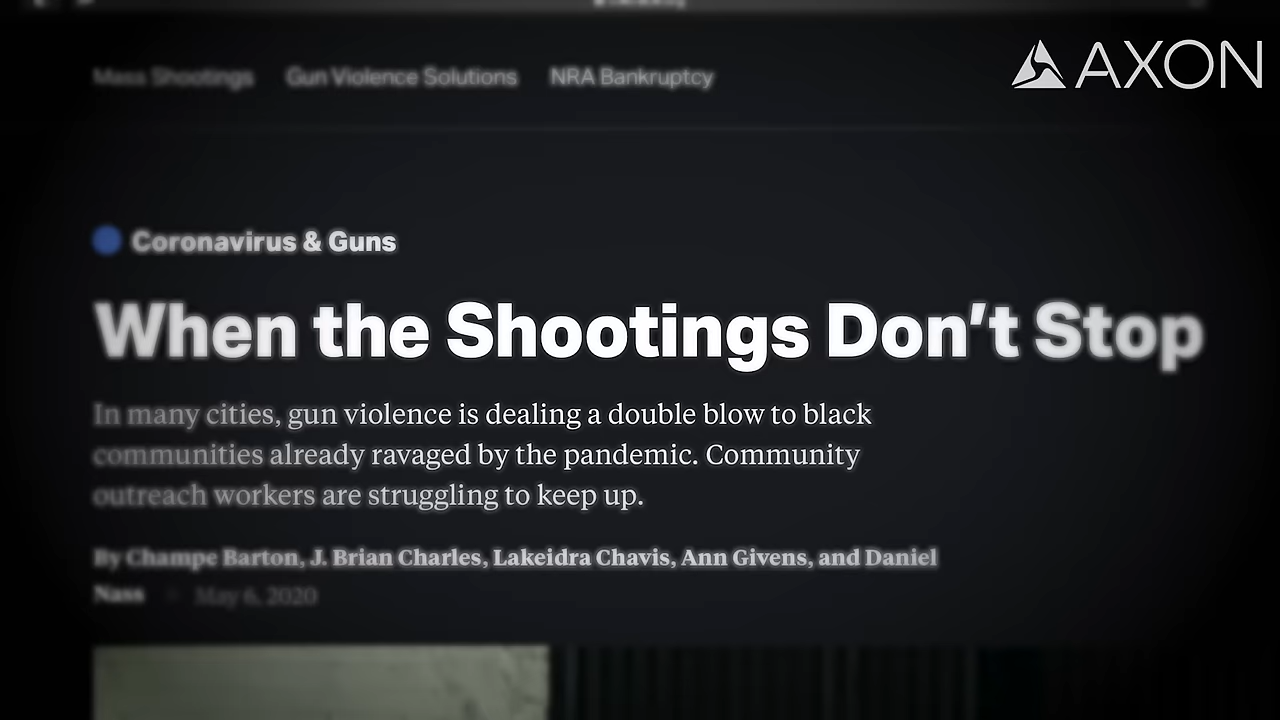 Mass Shootings Gun Violence Solutions NRA Bankruptcy
AXON
Coronavirus & Guns
When the Shootings Don’t Stop
In many cities, gun violence is dealing a double blow to black
communities already ravaged by the pandemic. Community
outreach workers are struggling to keep up.
By Champe Barton, J. Brian Charles, Lakeidra Chavis, Ann Givens, and Daniel
Nass May 6, 2020